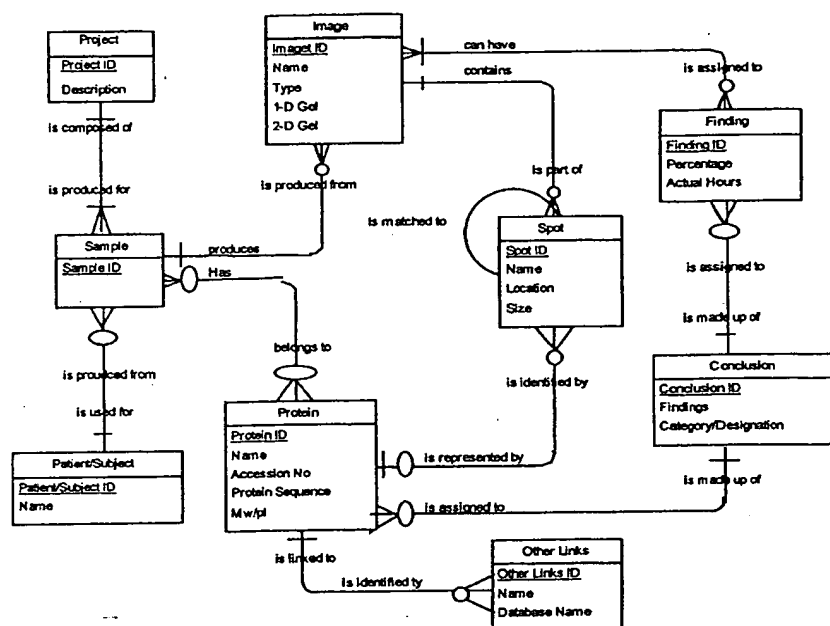 Project
Project ID
Description
is composed of
is produced for
Sample
Sample ID
is prouced from
is used for
Patient/Subject
Patient/Subject ID
Name
Image
Imaget ID
Name
Type
1-D Gel
2-D Gel
is produced from
produces
Has
belongs to
can have
contains
is assigned to
Finding
Finding ID
Percentage
Actual Hours
is part of
is matched to
Spot
Spot ID
Name
Location
Size
is identified by
is assigned to
is made up of
Conclusion
Conclusion ID
Findings
Category/Designation
is made up of
Protein
Protein ID
Name
Accession No
Protein Sequence
Mw/pl
is represented by
is assigned to
is linked to
is identified by
Other Links
Other Links ID
Name
Database Name